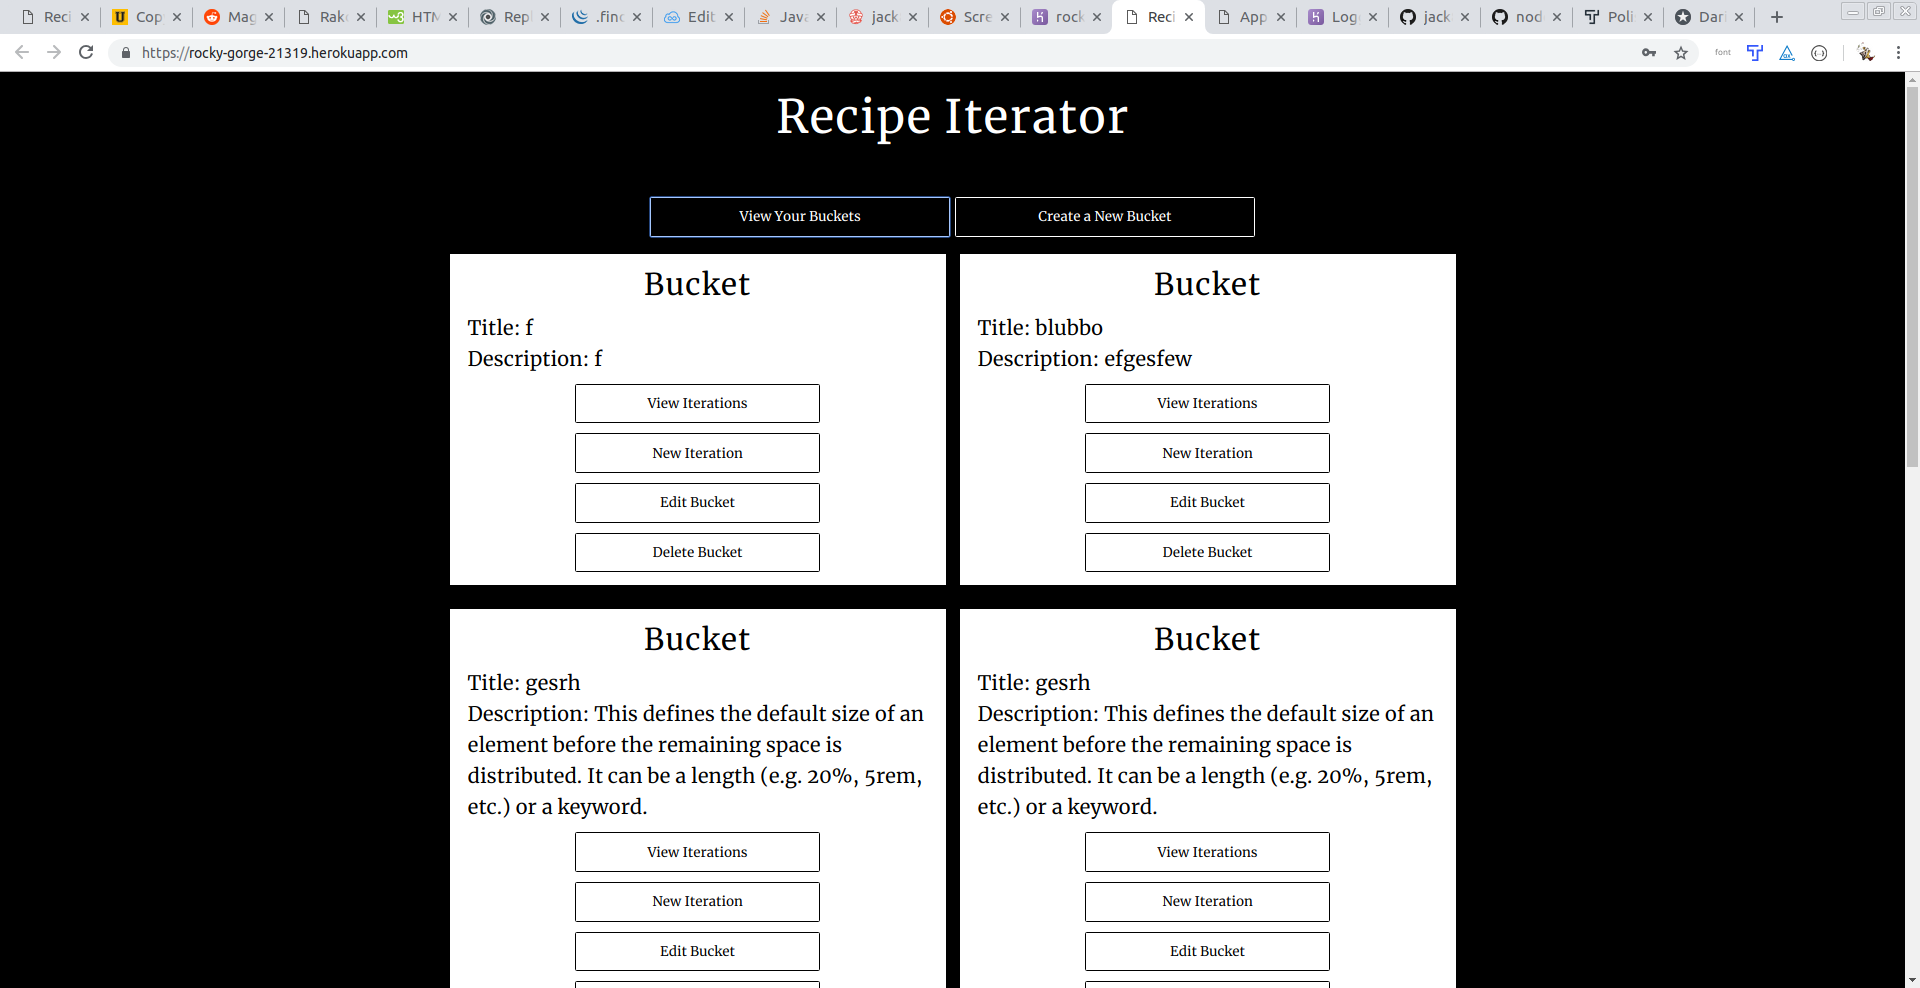 Reci Cop Mag Rak HTM Repl .finc Edit Java jack Scre rock Reci App Log jack nod Poli Dari
https://rocky-gorge-21319.herokuapp.com
font
Recipe Iterator
View Your Buckets Create a New Bucket
Bucket
Title: f
Description: f
View Iterations
New Iteration
Edit Bucket
Delete Bucket
Bucket
Title: blubbo
Description: efgesfew
View Iterations
New Iteration
Edit Bucket
Delete Bucket
Bucket
Title: gesrh
Description: This defines the default size of an
element before the remaining space is
distributed. It can be a length (e.g. 20%, 5rem,
etc.) or a keyword.
View Iterations
New Iteration
Edit Bucket
Bucket
Title: gesrh
Description: This defines the default size of an
element before the remaining space is
distributed. It can be a length (e.g. 20%, 5rem,
etc.) or a keyword.
View Iterations
New Iteration
Edit Bucket